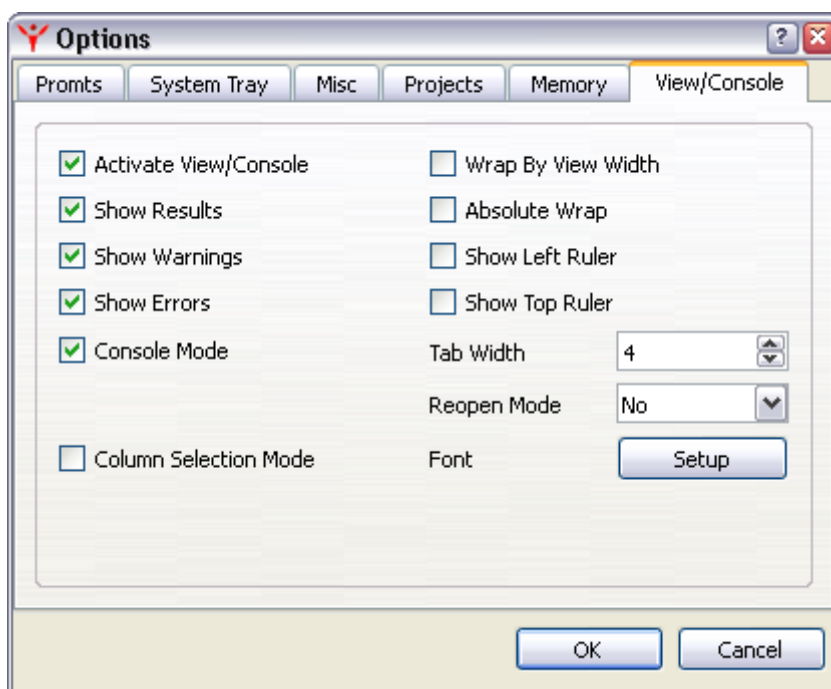 Options
Promts System Tray Misc Projects Memory View/Console
Activate View/Console Wrap By View Width
Show Results Absolute Wrap
Show Warnings Show Left Ruler
Show Errors Show Top Ruler
Console Mode Tab Width 4
Reopen Mode No
Column Selection Mode Font Setup
OK Cancel